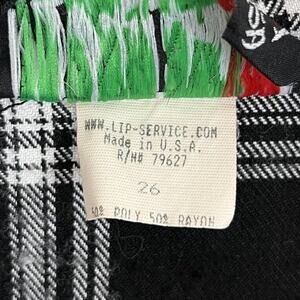 WWW.LIP-SERVICE.COM
Made in U.S.A.
R/H# 79627
26
50% POLY 50% RAYON